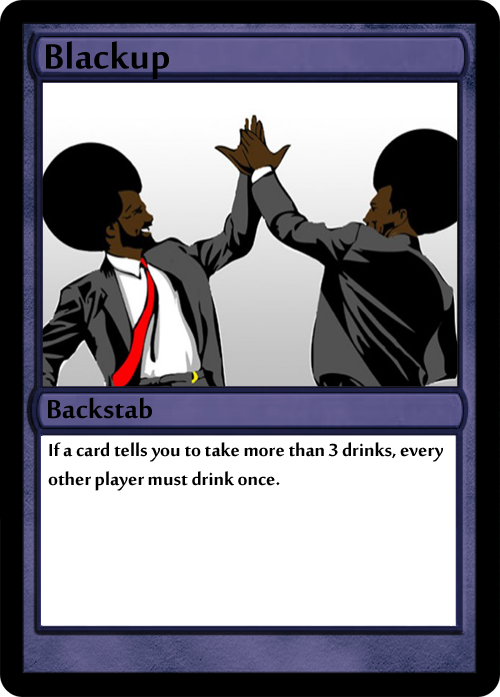 Blackup
Backstab
If a card tells you to take more than 3 drinks, every
other player must drink once.